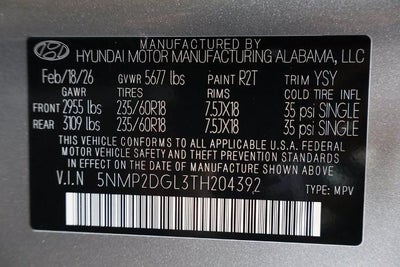 MANUFACTURED BY
HYUNDAI MOTOR MANUFACTURING ALABAMA, LLC
Feb/18/26 GVWR 5677 lbs PAINT R2T TRIM YSY
GAWR TIRES RIMS COLD TIRE INFL
FRONT 2955 lbs 235/60R18 7.5JX18 35 psi SINGLE
REAR 3109 lbs 235/60R18 7.5JX18 35 psi SINGLE
THIS VEHICLE CONFORMS TO ALL APPLICABLE U.S.A FEDERAL
MOTOR VEHICLE SAFETY AND THEFT PREVENTION STANDARDS
IN EFFECT ON THE DATE OF MANUFACTURE SHOWN ABOVE.
V.I.N 5NMP2DGL3TH204392 TYPE: MPV